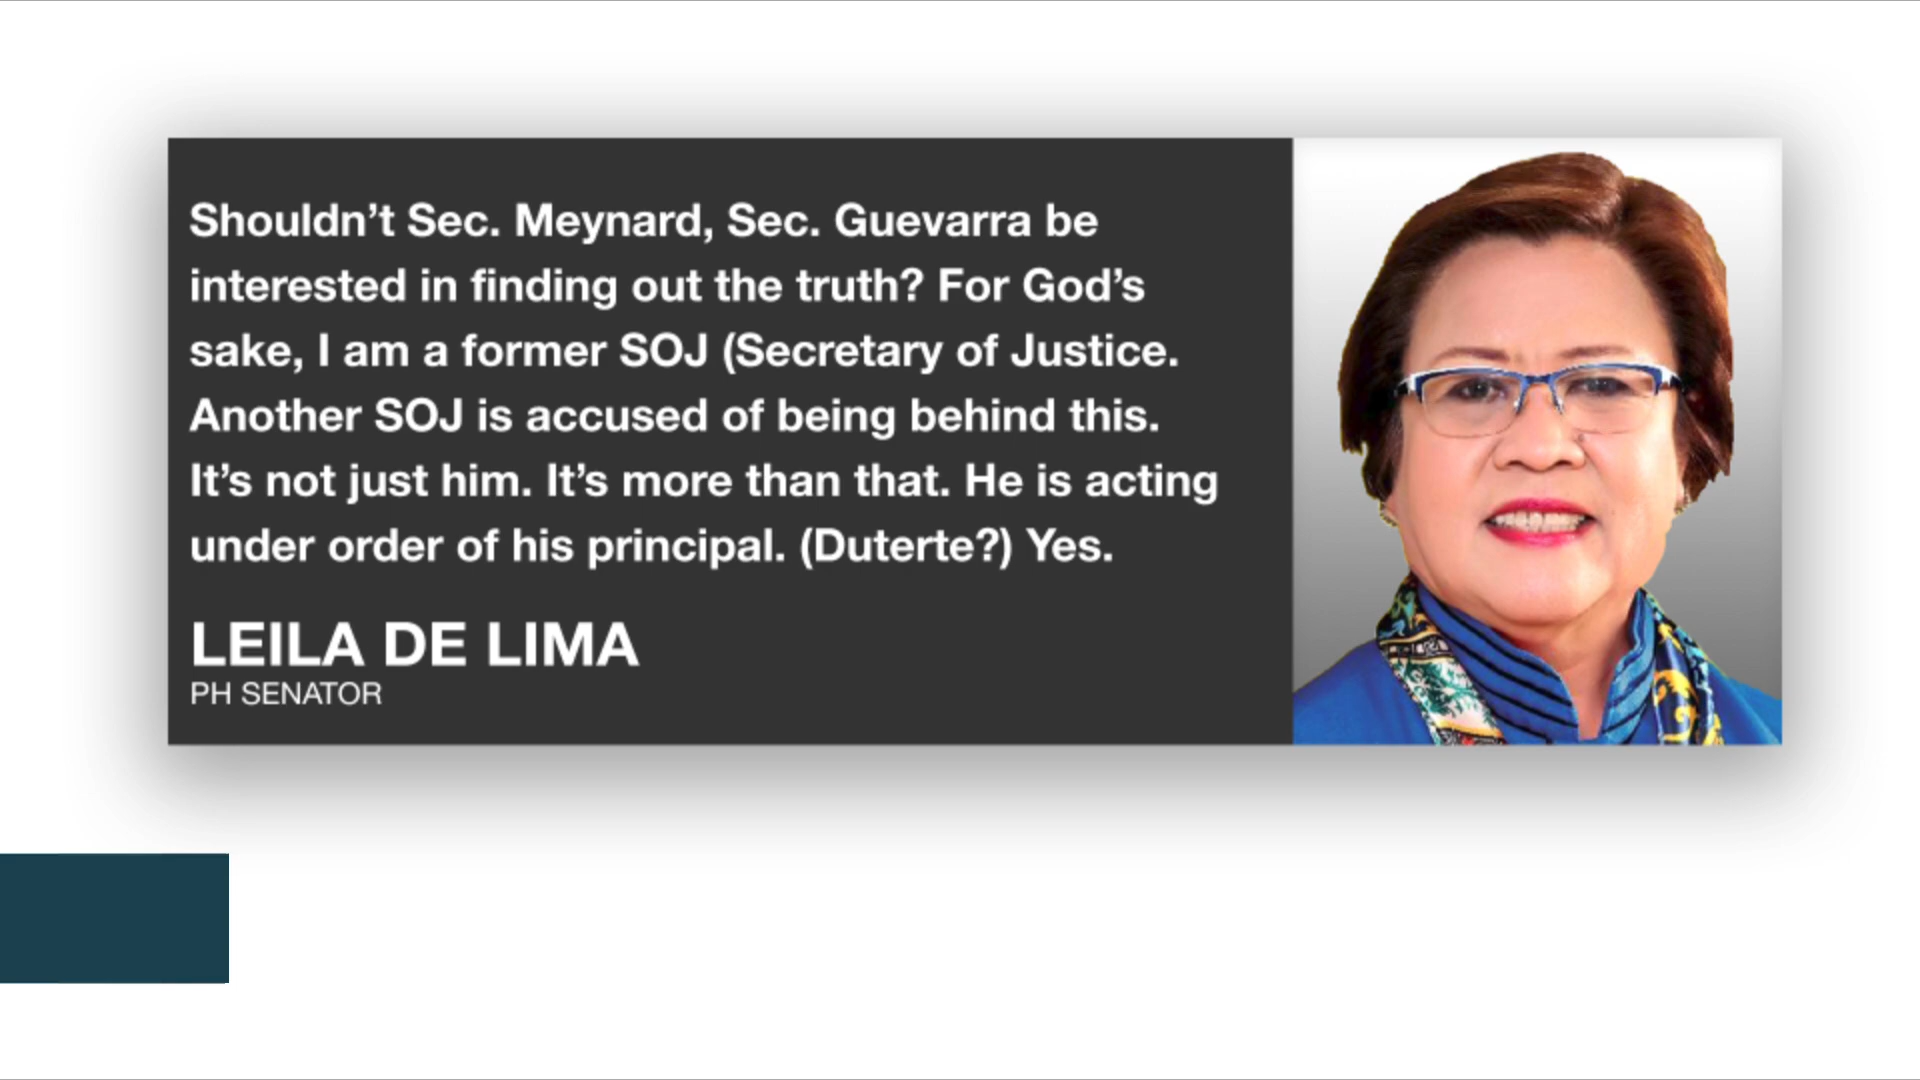 Shouldn’t Sec. Meynard, Sec. Guevarra be
interested in finding out the truth? For God’s
sake, I am a former SOJ (Secretary of Justice.
Another SOJ is accused of being behind this.
It’s not just him. It’s more than that. He is acting
under order of his principal. (Duterte?) Yes.
LEILA DE LIMA
PH SENATOR